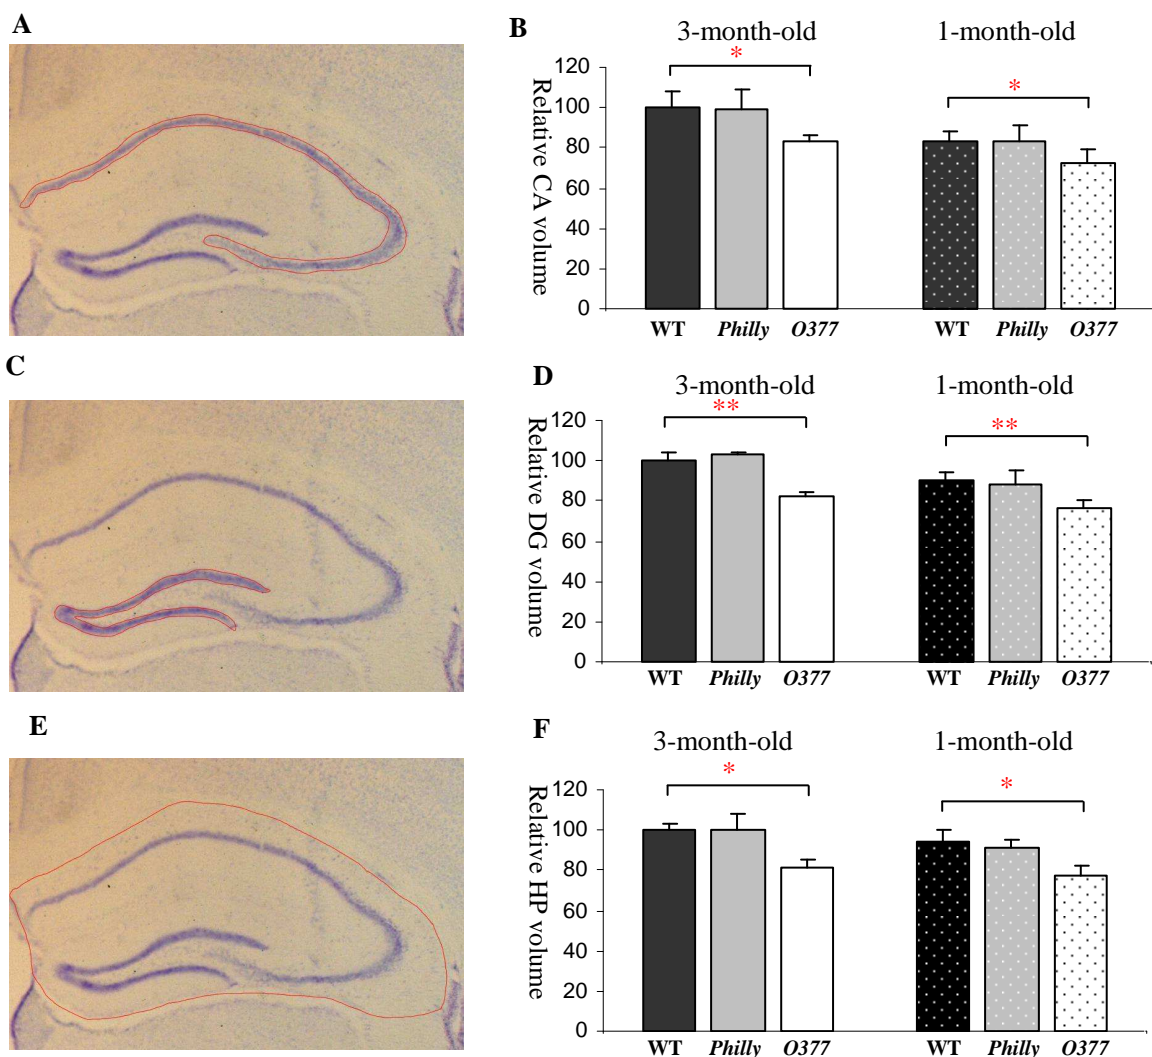 A
B
3-month-old
1-month-old
*
*
Relative CA volume
120
100
80
60
40
20
0
WT
Philly
O377
WT
Philly
O377
C
D
3-month-old
1-month-old
**
**
Relative DG volume
120
100
80
60
40
20
0
WT
Philly
O377
WT
Philly
O377
E
F
3-month-old
1-month-old
*
*
Relative HP volume
120
100
80
60
40
20
0
WT
Philly
O377
WT
Philly
O377